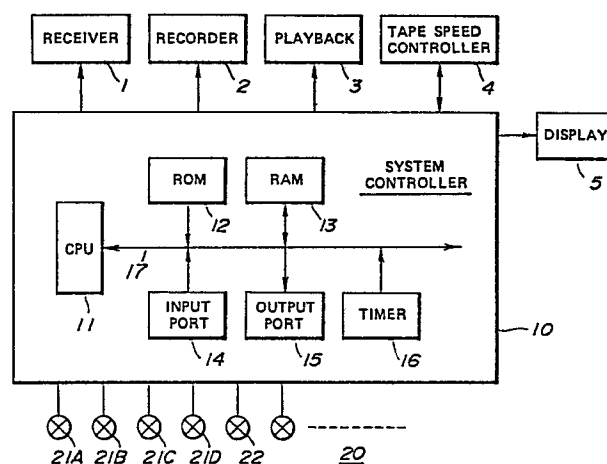 RECEIVER
RECORDER
PLAYBACK
TAPE SPEED
CONTROLLER
1
2
3
4
DISPLAY
5
SYSTEM
CONTROLLER
ROM
RAM
12
13
CPU
17
11
INPUT
PORT
OUTPUT
PORT
TIMER
14
15
16
10
21A 21B 21C 21D 22 20